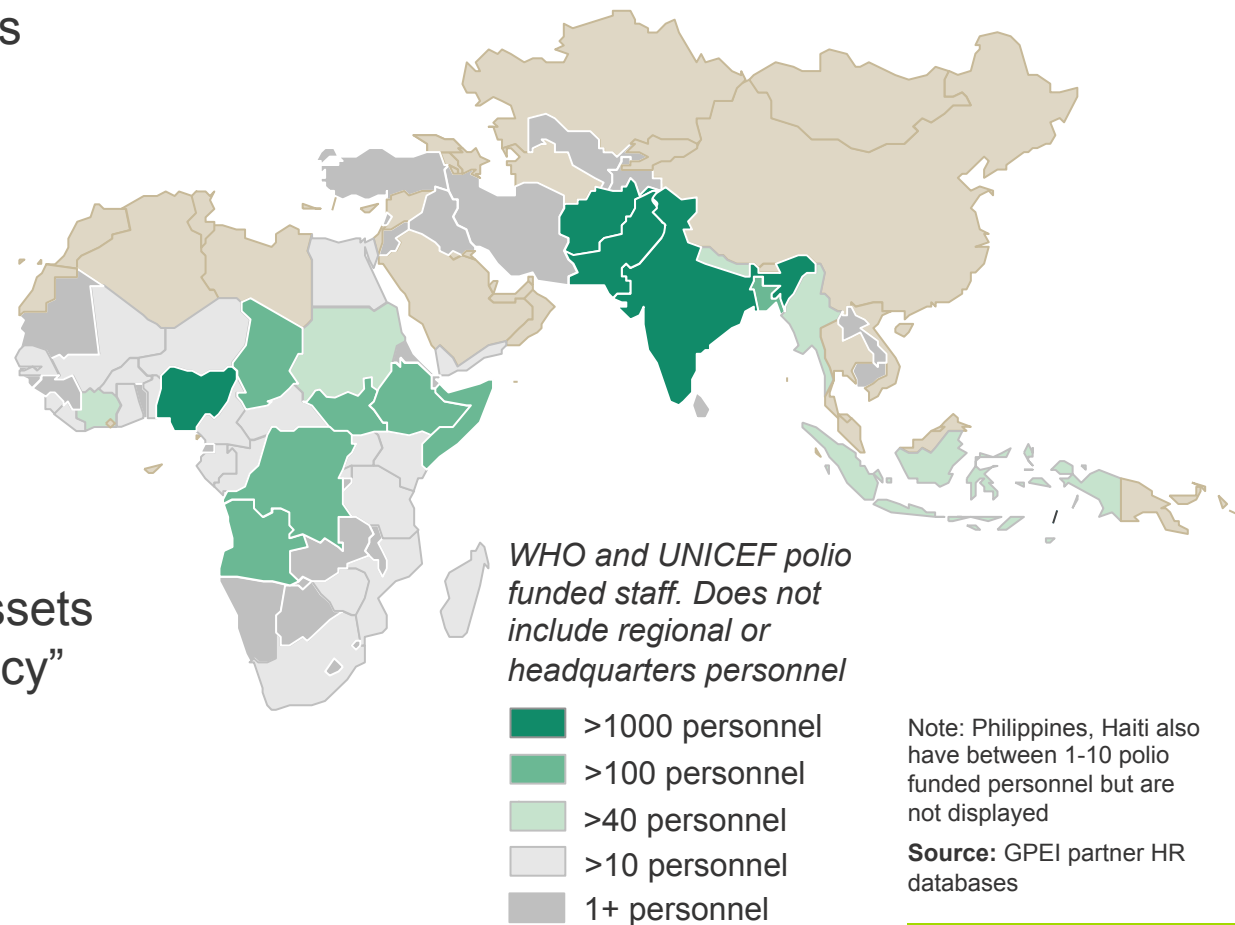 s
ssets
cy”
WHO and UNICEF polio
funded staff. Does not
include regional or
headquarters personnel
>1000 personnel
>100 personnel
>40 personnel
>10 personnel
1+ personnel
Note: Philippines, Haiti also
have between 1-10 polio
funded personnel but are
not displayed
Source: GPEI partner HR
databases